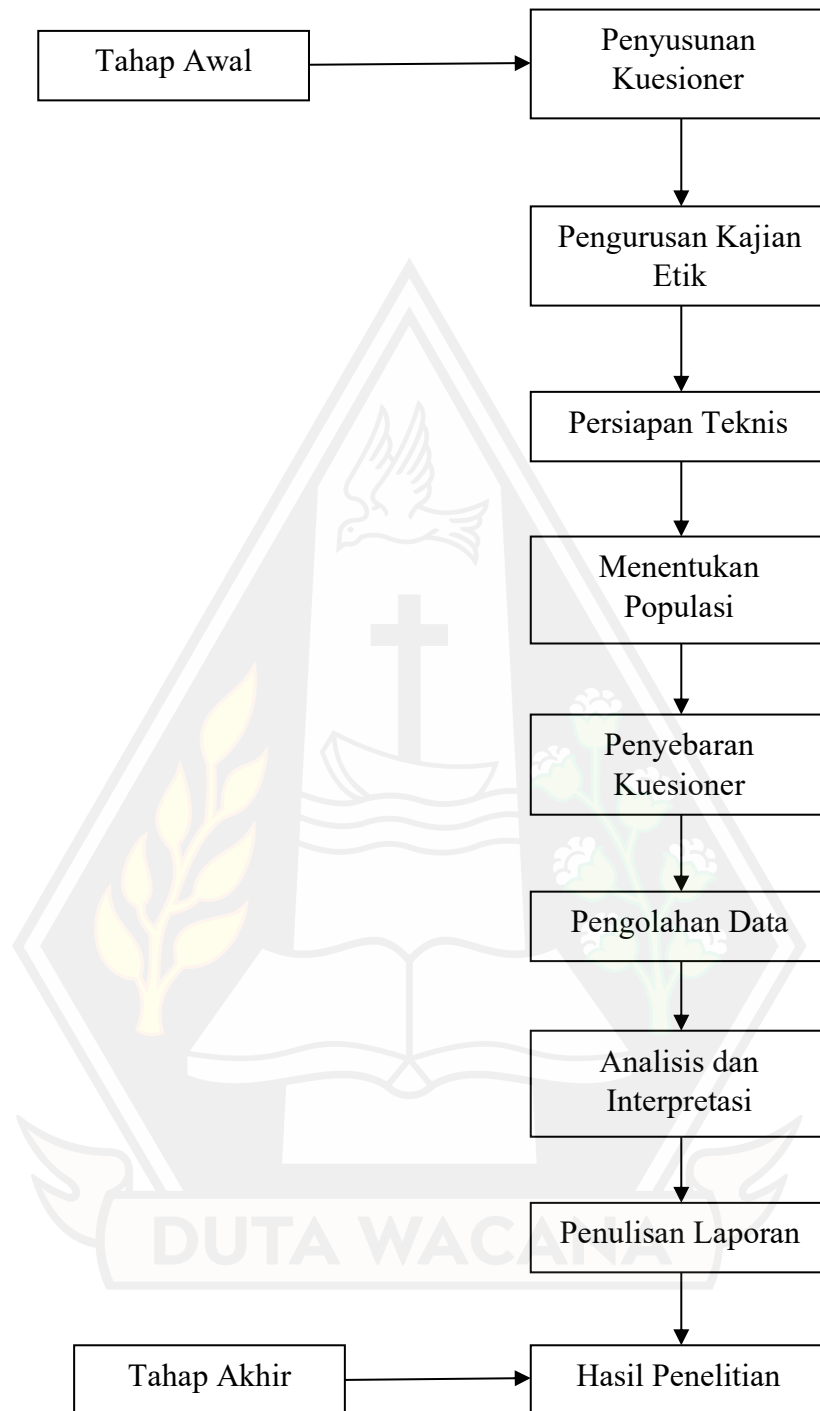 Tahap Awal
Penyusunan
Kuesioner
Pengurusan Kajian
Etik
Persiapan Teknis
Menentukan
Populasi
Penyebaran
Kuesioner
Pengolahan Data
Analisis dan
Interpretasi
Penulisan Laporan
DUTA WACANA
Tahap Akhir
Hasil Penelitian